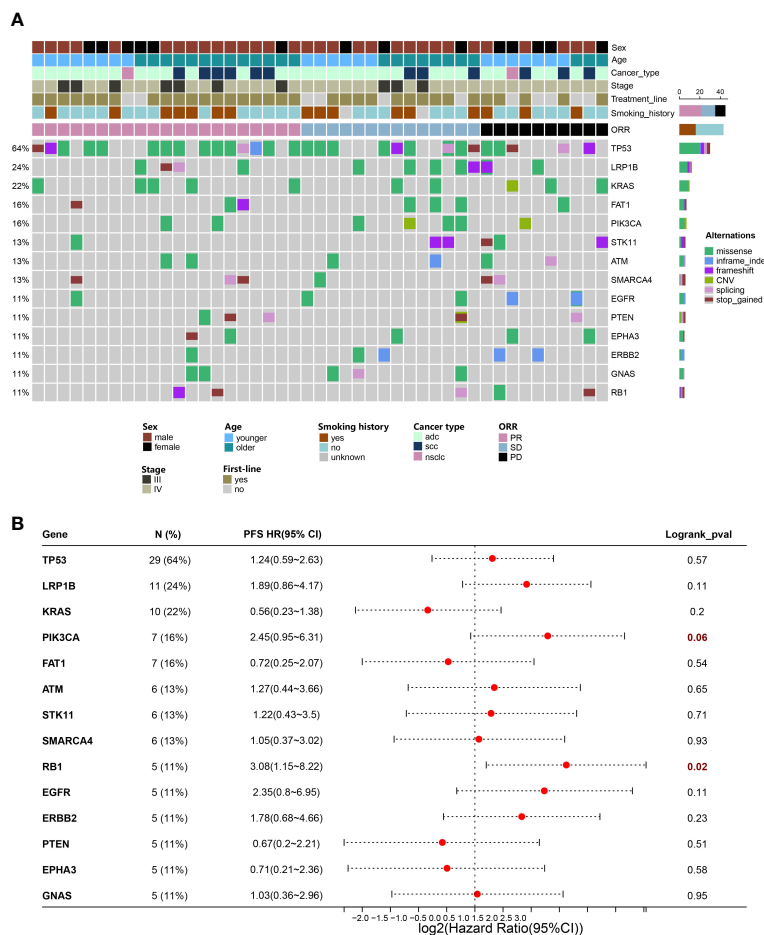 A
Sex
Age
Cancer_type
Stage
Treatment_line
Smoking_history
0 20 40
ORR
64% TP53
24% LRP1B
22% KRAS
16% FAT1
16% PIK3CA
13% STK11
13% ATM
13% SMARCA4
11% EGFR
11% PTEN
11% EPHA3
11% ERBB2
11% GNAS
11% RB1
Alternations
missense
inframe_inde
frameshift
CNV
splicing
stop_gained
Sex Age Smoking history Cancer type ORR
male younger yes adc PR
female older no scc SD
unknown nsclc PD
Stage First-line
III yes
IV no
B
Gene N (%) PFS HR(95% CI) Logrank_pval
TP53 29 (64%) 1.24(0.59~2.63) 0.57
LRP1B 11 (24%) 1.89(0.86~4.17) 0.11
KRAS 10 (22%) 0.56(0.23~1.38) 0.2
PIK3CA 7 (16%) 2.45(0.95~6.31) 0.06
FAT1 7 (16%) 0.72(0.25~2.07) 0.54
ATM 6 (13%) 1.27(0.44~3.66) 0.65
STK11 6 (13%) 1.22(0.43~3.5) 0.71
SMARCA4 6 (13%) 1.05(0.37~3.02) 0.93
RB1 5 (11%) 3.08(1.15~8.22) 0.02
EGFR 5 (11%) 2.35(0.8~6.95) 0.11
ERBB2 5 (11%) 1.78(0.68~4.66) 0.23
PTEN 5 (11%) 0.67(0.2~2.21) 0.51
EPHA3 5 (11%) 0.71(0.21~2.36) 0.58
GNAS 5 (11%) 1.03(0.36~2.96) 0.95
−2.0 −1.0 −0.5 0.0 0.5 1.0 1.5 2.0 2.5 3.0
log2(Hazard Ratio(95%CI))